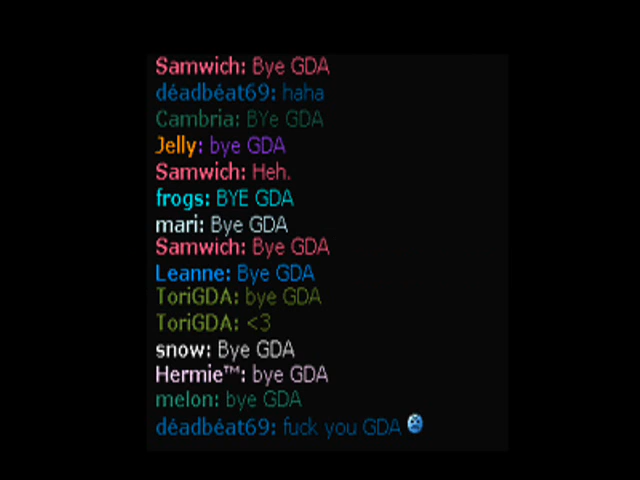 Samwich: Bye GDA
déadbéat69: haha
Cambria: BYe GDA
Jelly: bye GDA
Samwich: Heh.
frogs: BYE GDA
mari: Bye GDA
Samwich: Bye GDA
Leanne: Bye GDA
ToriGDA: bye GDA
ToriGDA: <3
snow: Bye GDA
Hermie™: bye GDA
melon: bye GDA
déadbéat69: fuck you GDA